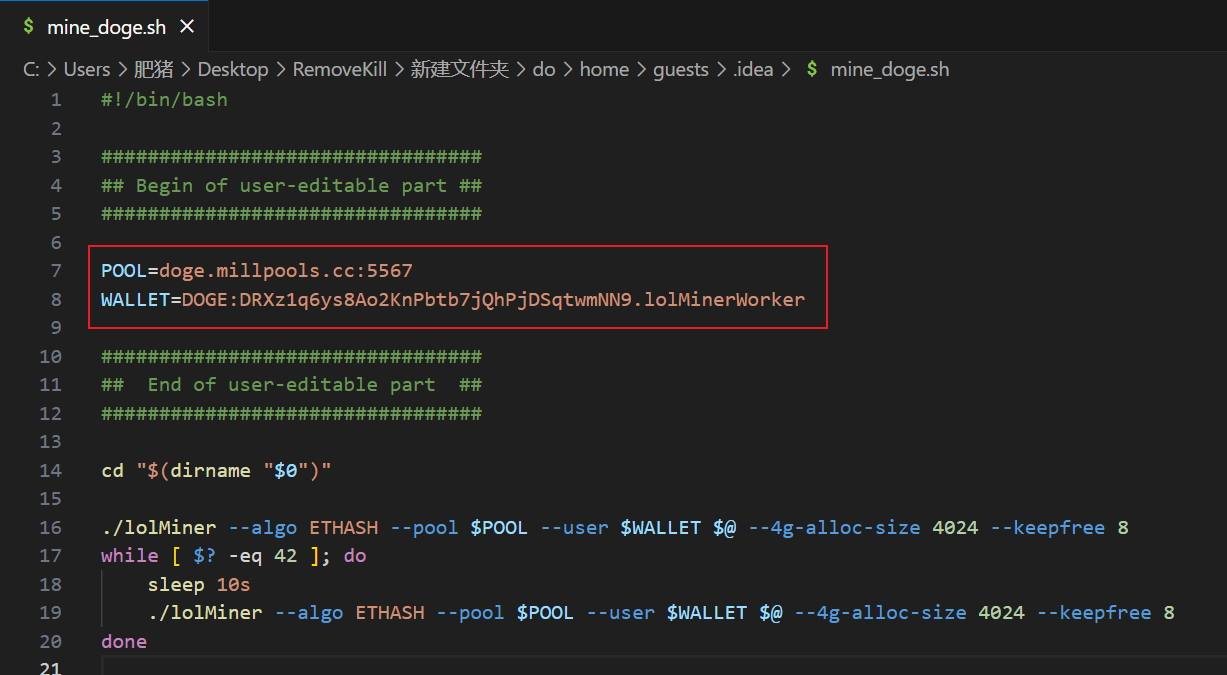 $ mine_doge.sh ×
C: > Users > 肥猪 > Desktop > RemoveKill > 新建文件夹 > do > home > guests > .idea > $ mine_doge.sh
1 #!/bin/bash
2
3 #################################
4 ## Begin of user-editable part ##
5 #################################
6
7 POOL=doge.millpools.cc:5567
8 WALLET=DOGE:DRXz1q6ys8Ao2KnPbtb7jQhPjDSqtwmNN9.lolMinerWorker
9
10 #################################
11 ##  End of user-editable part  ##
12 #################################
13
14 cd "$(dirname "$0")"
15
16 ./lolMiner --algo ETHASH --pool $POOL --user $WALLET $@ --4g-alloc-size 4024 --keepfree 8
17 while [ $? -eq 42 ]; do
18     sleep 10s
19     ./lolMiner --algo ETHASH --pool $POOL --user $WALLET $@ --4g-alloc-size 4024 --keepfree 8
20 done
21